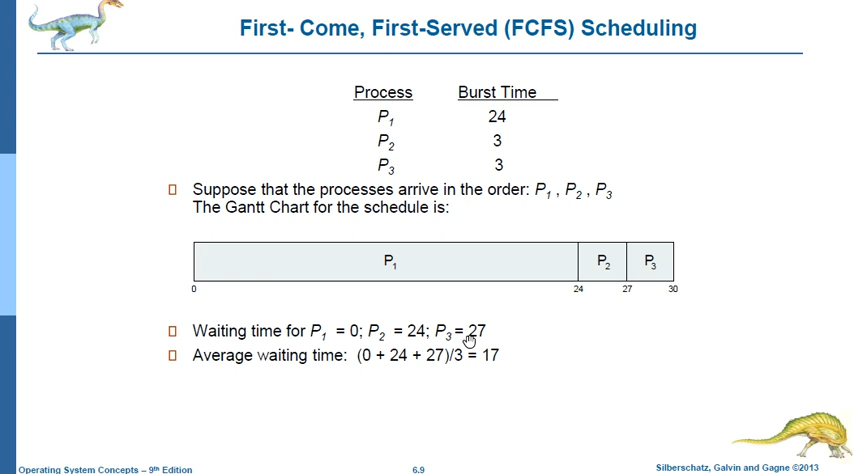 First- Come, First-Served (FCFS) Scheduling
Process Burst Time
P1 24
P2 3
P3 3
Suppose that the processes arrive in the order: P1 , P2 , P3
The Gantt Chart for the schedule is:
P1 P2 P3
0 24 27 30
Waiting time for P1 = 0; P2 = 24; P3 = 27
Average waiting time: (0 + 24 + 27)/3 = 17
Operating System Concepts – 9th Edition 6.9 Silberschatz, Galvin and Gagne ©2013